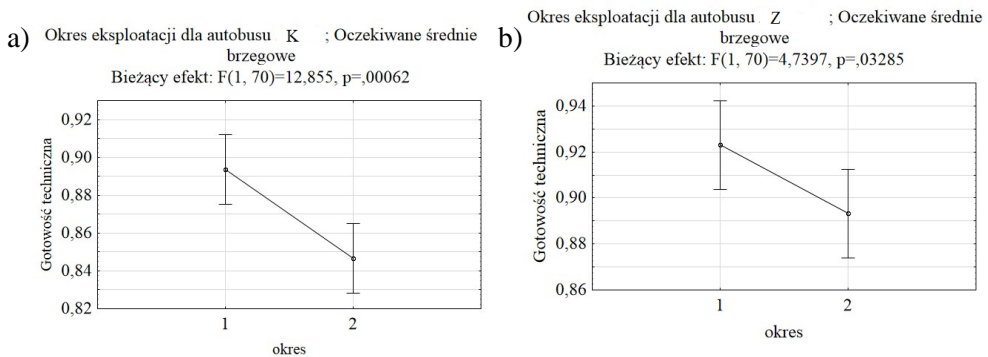 a)
Okres eksploatacji dla autobusu K ; Oczekiwane średnie
brzegowe
Bieżący efekt: F(1, 70)=12,855, p=,00062
Gotowość techniczna
0,92
0,90
0,88
0,86
0,84
0,82
1 2
okres
b)
Okres eksploatacji dla autobusu Z ; Oczekiwane średnie
brzegowe
Bieżący efekt: F(1, 70)=4,7397, p=,03285
Gotowość techniczna
0,94
0,92
0,90
0,88
0,86
1 2
okres